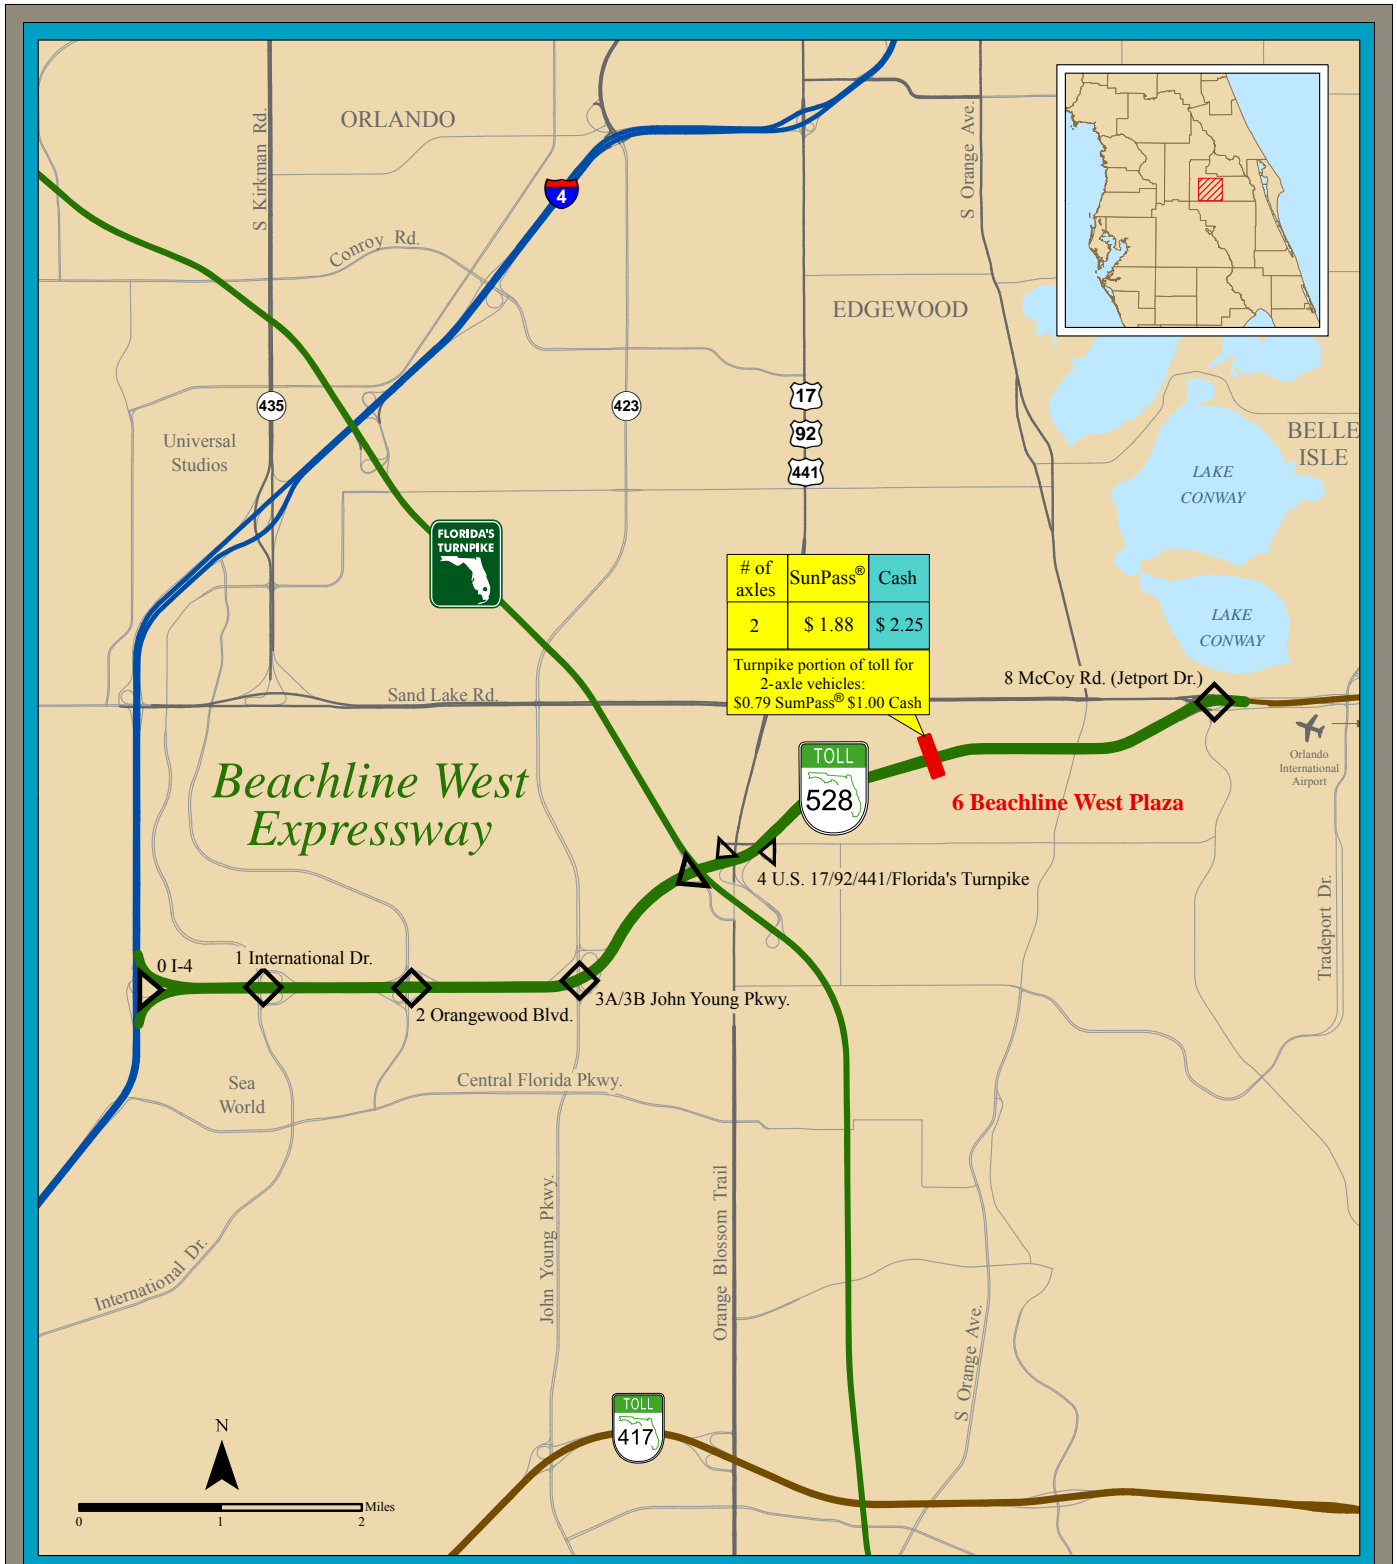 ORLANDO
S Kirkman Rd.
S Orange Ave.
4
Conroy Rd.
EDGEWOOD
435
423
17
92
441
Universal
Studios
BELLE
ISLE
LAKE
CONWAY
FLORIDA'S
TURNPIKE
# of
axles
SunPass®
Cash
2
$ 1.88
$ 2.25
Turnpike portion of toll for
2-axle vehicles:
$0.79 SumPass® $1.00 Cash
LAKE
CONWAY
8 McCoy Rd. (Jetport Dr.)
Sand Lake Rd.
Orlando
International
Airport
TOLL
528
Beachline West
Expressway
6 Beachline West Plaza
4 U.S. 17/92/441/Florida's Turnpike
Tradeport Dr.
0 I-4
1 International Dr.
2 Orangewood Blvd.
3A/3B John Young Pkwy.
Sea
World
Central Florida Pkwy.
John Young Pkwy.
Orange Blossom Trail
International Dr.
S Orange Ave.
TOLL
417
N
Miles
0
1
2